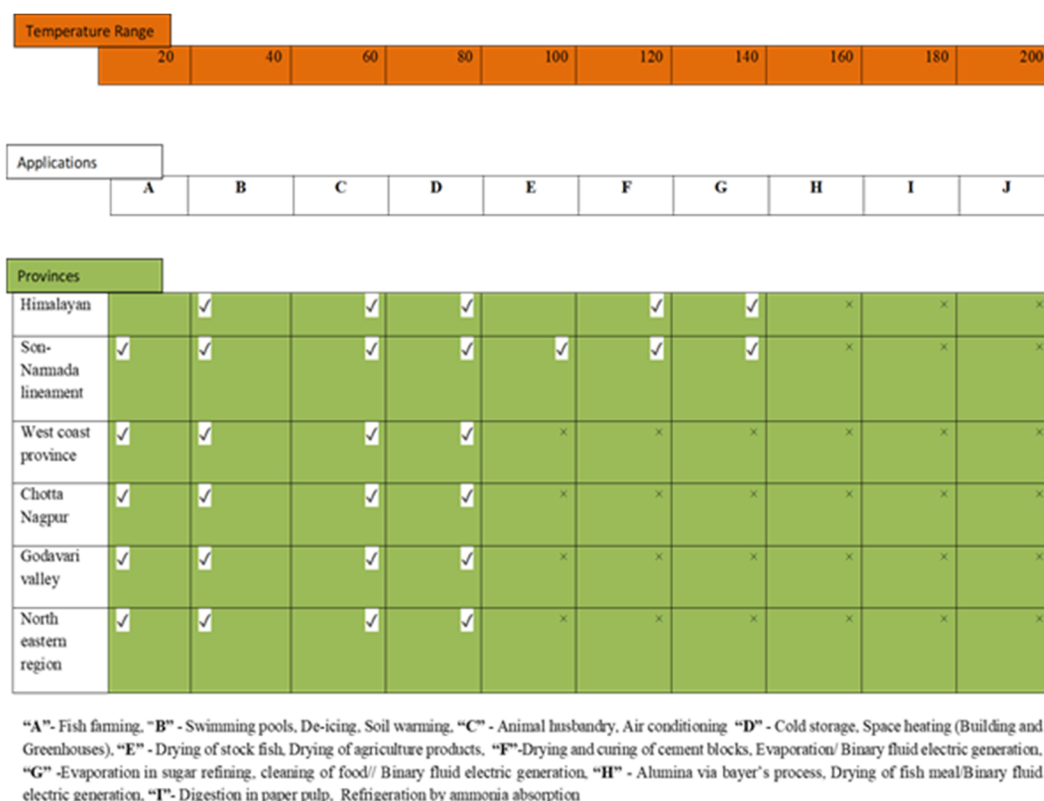 Temperature Range
20 40 60 80 100 120 140 160 180 200
Applications
A B C D E F G H I J
Provinces
Himalayan ✓ ✓ ✓ ✓ ✓ × × ×
Son-
Narmada
lineament ✓ ✓ ✓ ✓ ✓ ✓ ✓ × × ×
West coast
province ✓ ✓ ✓ ✓ × × × × × ×
Chotta
Nagpur ✓ ✓ ✓ ✓ × × × × × ×
Godavari
valley ✓ ✓ ✓ ✓ × × × × × ×
North
eastern
region ✓ ✓ ✓ ✓ × × × × × ×
“A”- Fish farming, “B” - Swimming pools, De-icing, Soil warming, “C” - Animal husbandry, Air conditioning “D” - Cold storage, Space heating (Building and
Greenhouses), “E” - Drying of stock fish, Drying of agriculture products, “F”-Drying and curing of cement blocks, Evaporation/ Binary fluid electric generation,
“G” -Evaporation in sugar refining, cleaning of food// Binary fluid electric generation, “H” - Alumina via bayer's process, Drying of fish meal/Binary fluid
electric generation, “I”- Digestion in paper pulp, Refrigeration by ammonia absorption